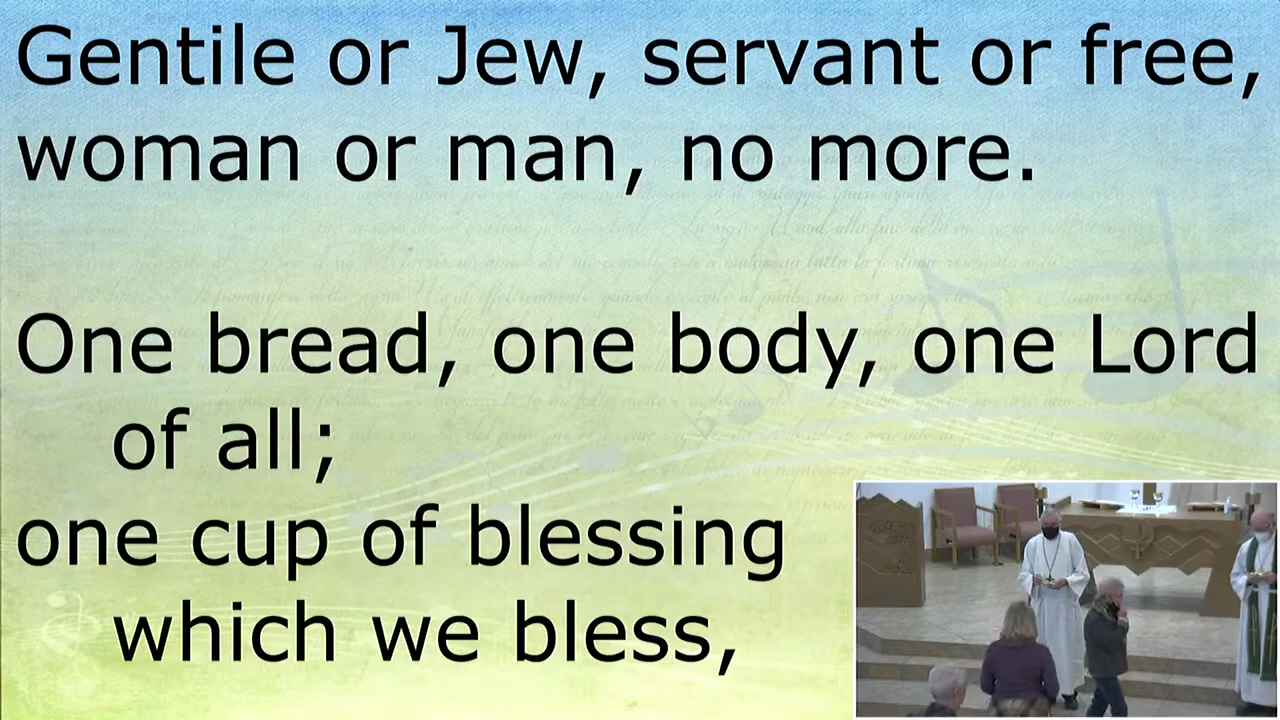 Gentile or Jew, servant or free,
woman or man, no more.
One bread, one body, one Lord
of all;
one cup of blessing
which we bless,